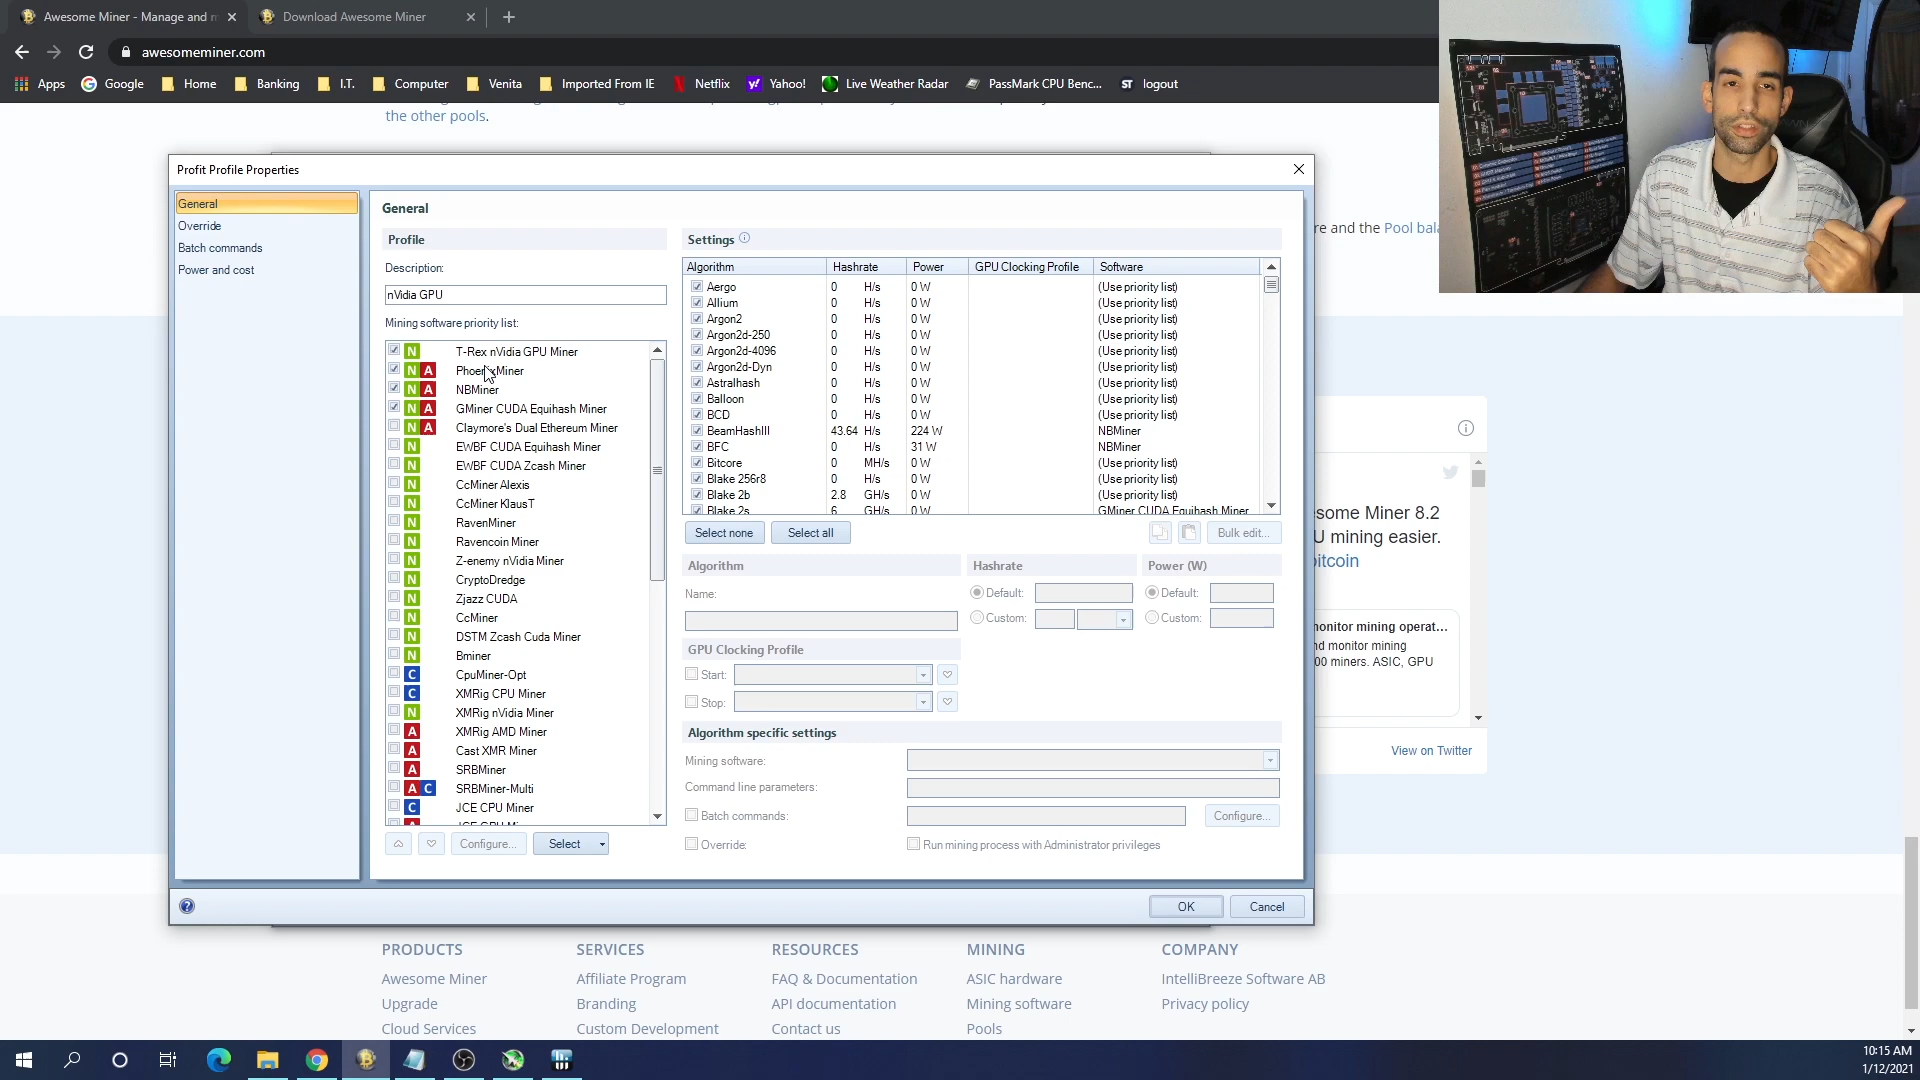 Awesome Miner - Manage and m
Download Awesome Miner
awesomeminer.com
Apps
Google
Home
Banking
I.T.
Computer
Venita
Imported From IE
Netflix
Yahoo!
Live Weather Radar
PassMark CPU Benc...
ST logout
the other pools.
Profit Profile Properties
General
Override
Batch commands
Power and cost
General
Profile
Description:
nVidia GPU
Mining software priority list:
N T-Rex nVidia GPU Miner
N A PhoenixMiner
N A NBMiner
N A GMiner CUDA Equihash Miner
N A Claymore's Dual Ethereum Miner
N EWBF CUDA Equihash Miner
N EWBF CUDA Zcash Miner
N CcMiner Alexis
N CcMiner KlausT
N RavenMiner
N Ravencoin Miner
N Z-enemy nVidia Miner
N CryptoDredge
N Zjazz CUDA
N CcMiner
N DSTM Zcash Cuda Miner
N Bminer
C CpuMiner-Opt
C XMRig CPU Miner
N XMRig nVidia Miner
A XMRig AMD Miner
A Cast XMR Miner
A SRBMiner
A C SRBMiner-Multi
C JCE CPU Miner
Configure...
Select
Settings
Algorithm Hashrate Power GPU Clocking Profile Software
Aergo 0 H/s 0 W (Use priority list)
Allium 0 H/s 0 W (Use priority list)
Argon2 0 H/s 0 W (Use priority list)
Argon2d-250 0 H/s 0 W (Use priority list)
Argon2d-4096 0 H/s 0 W (Use priority list)
Argon2d-Dyn 0 H/s 0 W (Use priority list)
Astralhash 0 H/s 0 W (Use priority list)
Balloon 0 H/s 0 W (Use priority list)
BCD 0 H/s 0 W (Use priority list)
BeamHashIII 43.64 H/s 224 W NBMiner
BFC 0 H/s 31 W NBMiner
Bitcore 0 MH/s 0 W (Use priority list)
Blake 256r8 0 H/s 0 W (Use priority list)
Blake 2b 2.8 GH/s 0 W (Use priority list)
Blake 2s 6 GH/s 0 W GMiner CUDA Equihash Miner
Select none
Select all
Bulk edit...
Algorithm
Name:
Hashrate
Default:
Custom:
Power (W)
Default:
Custom:
GPU Clocking Profile
Start:
Stop:
Algorithm specific settings
Mining software:
Command line parameters:
Batch commands:
Configure...
Override:
Run mining process with Administrator privileges
OK
Cancel
re and the Pool bala
some Miner 8.2
U mining easier.
itcoin
onitor mining operat...
nd monitor mining
00 miners. ASIC, GPU
View on Twitter
PRODUCTS
Awesome Miner
Upgrade
Cloud Services
SERVICES
Affiliate Program
Branding
Custom Development
RESOURCES
FAQ & Documentation
API documentation
Contact us
MINING
ASIC hardware
Mining software
Pools
COMPANY
IntelliBreeze Software AB
Privacy policy
10:15 AM
1/12/2021